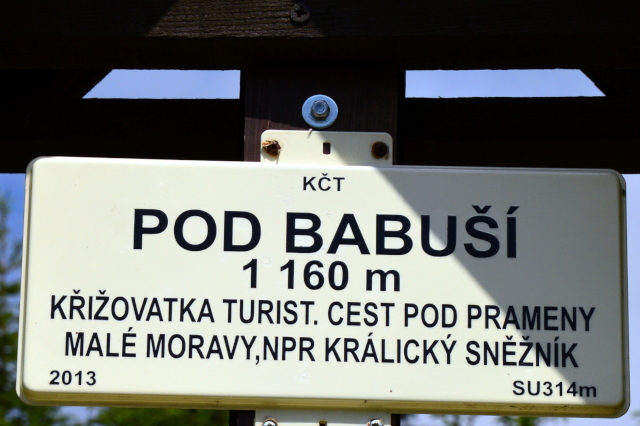 KČT
POD BABUŠÍ
1 160 m
KŘIŽOVATKA TURIST. CEST POD PRAMENY
MALÉ MORAVY,NPR KRÁLICKÝ SNĚŽNÍK
2013 SU314m